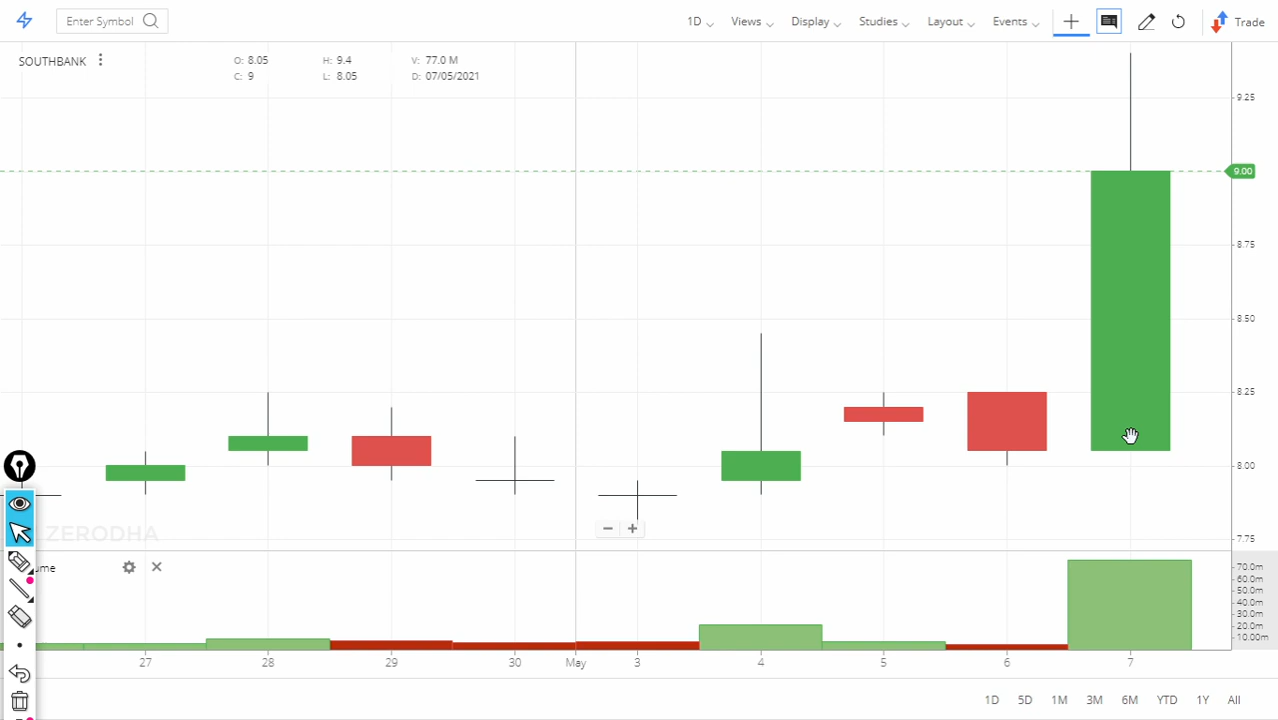 Enter Symbol 1D Views Display Studies Layout Events Trade
SOUTHBANK O: 8.05 H: 9.4 V: 77.0 M
C: 9 L: 8.05 D: 07/05/2021
9.25
9.00
8.75
8.50
8.25
8.00
7.75
ZERODHA
ume
70.0m
60.0m
50.0m
40.0m
30.0m
20.0m
10.00m
27 28 29 30 May 3 4 5 6 7
1D 5D 1M 3M 6M YTD 1Y All